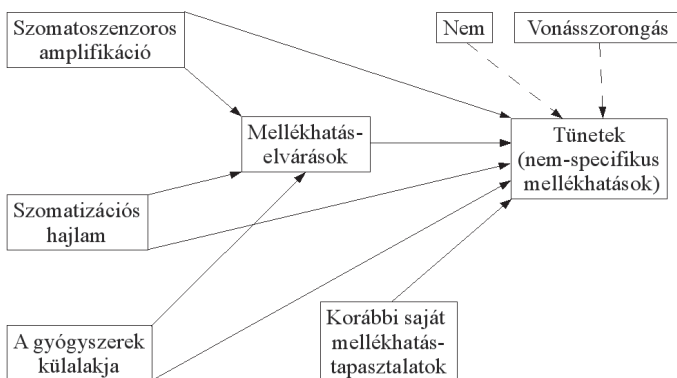 Szomatoszenzoros
amplifikáció
Nem
Vonásszorongás
Mellékhatás-
elvárások
Tünetek
(nem-specifikus
mellékhatások)
Szomatizációs
hajlam
A gyógyszerek
külalakja
Korábbi saját
mellékhatás-
tapasztalatok